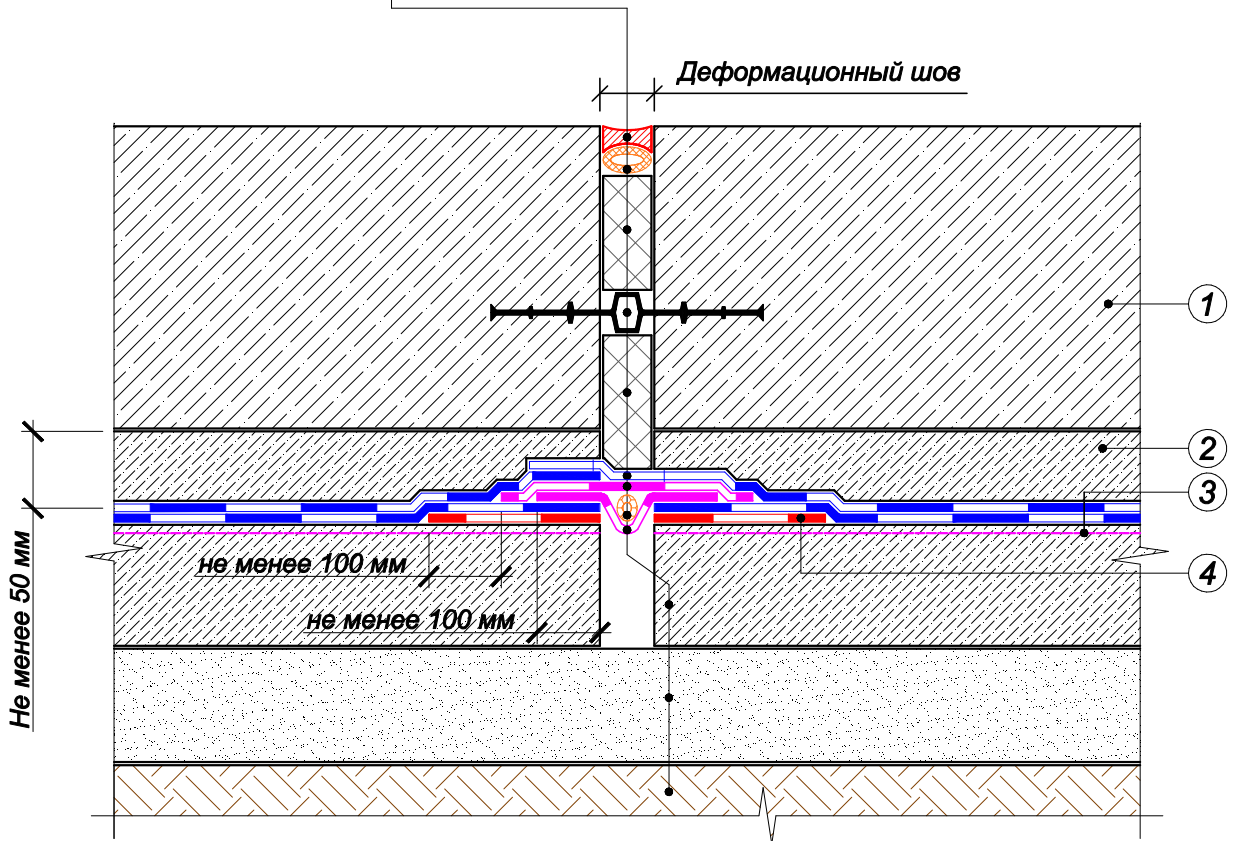 Деформационный шов
1
2
3
4
не менее 100 мм
не менее 100 мм
Не менее 50 мм